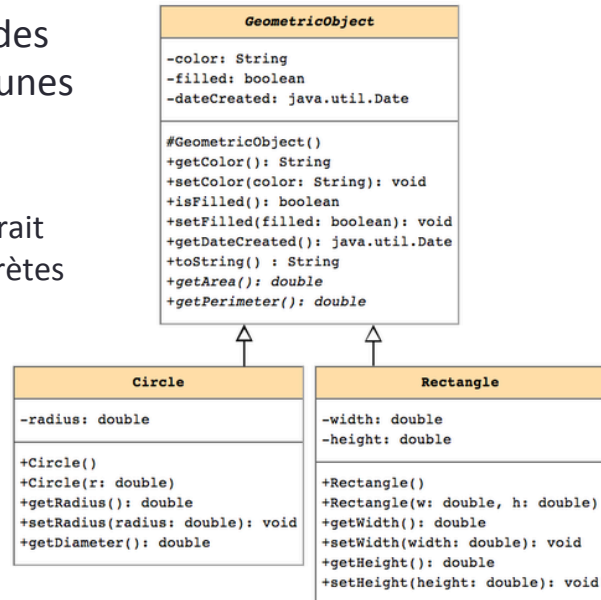 des
unes
rait
rètes
GeometricObject
-color: String
-filled: boolean
-dateCreated: java.util.Date
#GeometricObject()
+getColor(): String
+setColor(color: String): void
+isFilled(): boolean
+setFilled(filled: boolean): void
+getDateCreated(): java.util.Date
+toString() : String
+getArea(): double
+getPerimeter(): double
Circle
-radius: double
+Circle()
+Circle(r: double)
+getRadius(): double
+setRadius(radius: double): void
+getDiameter(): double
Rectangle
-width: double
-height: double
+Rectangle()
+Rectangle(w: double, h: double)
+getWidth(): double
+setWidth(width: double): void
+getHeight(): double
+setHeight(height: double): void